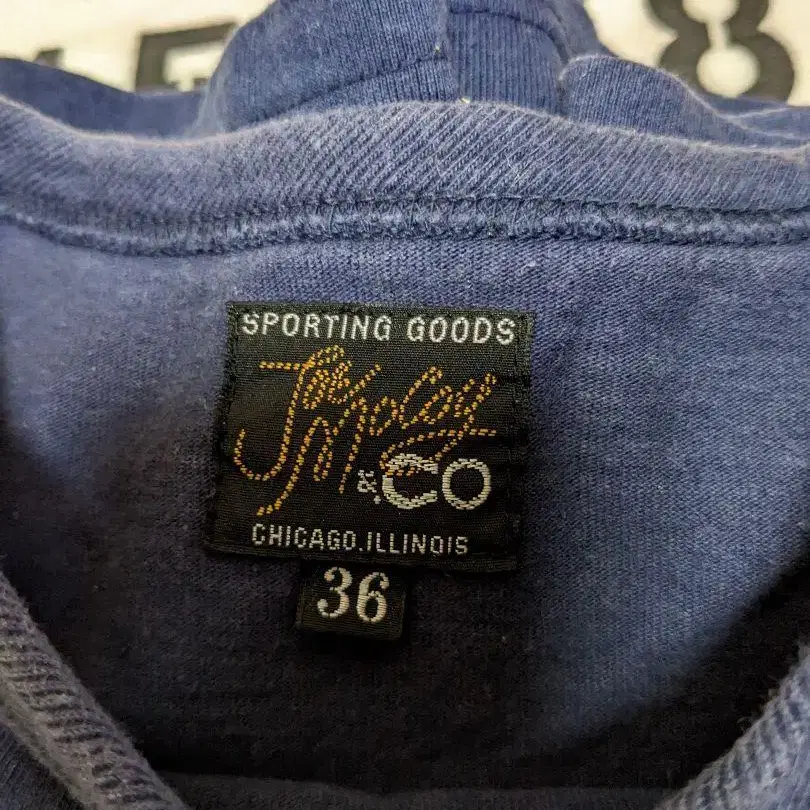 8
SPORTING GOODS
Joe McCoy
&CO
CHICAGO.ILLINOIS
36